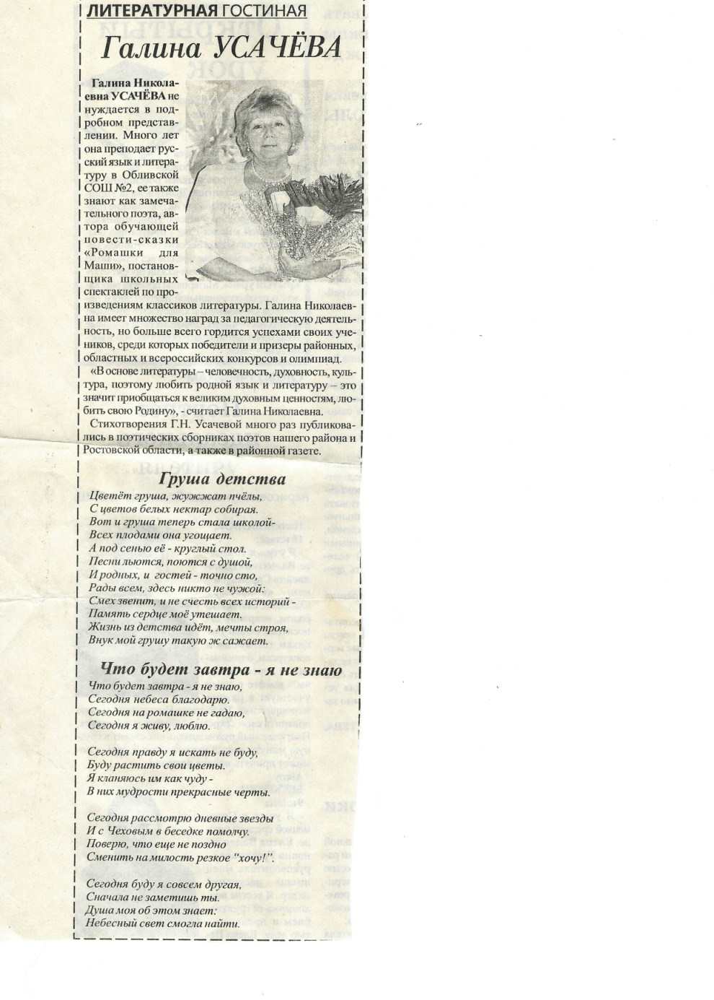 ЛИТЕРАТУРНАЯ ГОСТИНАЯ
Галина УСАЧЁВА
Галина Никола-
евна УСАЧЁВА не
нуждается в под-
робном представ-
лении. Много лет
она преподает рус-
ский язык и литера-
туру в Обливской
СОШ №2, ее также
знают как замеча-
тельного поэта, ав-
тора обучающей
повести-сказки
«Ромашки для
Маши», постанов-
щика школьных
спектаклей по про-
изведениям классиков литературы. Галина Николаев-
на имеет множество наград за педагогическую деятель-
ность, но больше всего гордится успехами своих уче-
ников, среди которых победители и призеры районных,
областных и всероссийских конкурсов и олимпиад.
«В основе литературы – человечность, духовность, куль-
тура, поэтому любить родной язык и литературу – это
значит приобщаться к великим духовным ценностям, лю-
бить свою Родину», - считает Галина Николаевна.
Стихотворения Г.Н. Усачевой много раз публикова-
лись в поэтических сборниках поэтов нашего района и
Ростовской области, а также в районной газете.
Груша детства
Цветёт груша, жужжат пчёлы,
С цветов белых нектар собирая.
Вот и груша теперь стала школой-
Всех плодами она угощает.
А под сенью её - круглый стол.
Песни льются, поются с душой,
И родных, и гостей - точно сто,
Рады всем, здесь никто не чужой:
Смех звенит, и не счесть всех историй -
Память сердце моё утешает.
Жизнь из детства идёт, мечты строя,
Внук мой грушу такую ж сажает.
Что будет завтра - я не знаю
Что будет завтра - я не знаю,
Сегодня небеса благодарю.
Сегодня на ромашке не гадаю,
Сегодня я живу, люблю.
Сегодня правду я искать не буду,
Буду растить свои цветы.
Я кланяюсь им как чуду -
В них мудрости прекрасные черты.
Сегодня рассмотрю дневные звезды
И с Чеховым в беседке помолчу.
Поверю, что еще не поздно
Сменить на милость резкое "хочу!".
Сегодня буду я совсем другая,
Сначала не заметишь ты.
Душа моя об этом знает:
Небесный свет смогла найти.